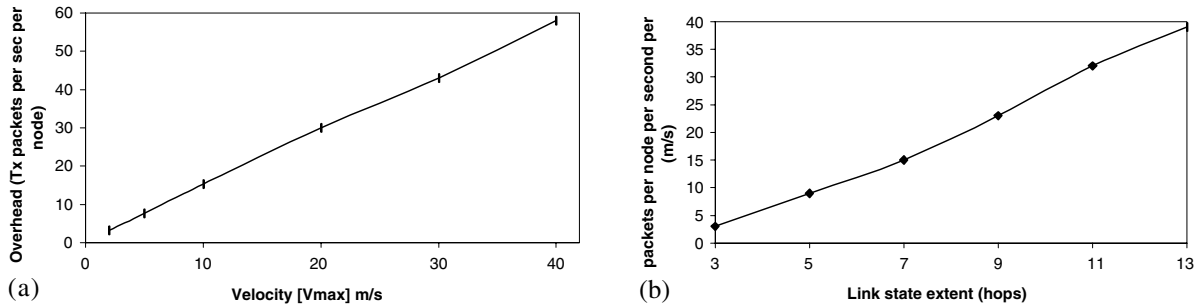 Overhead (Tx packets per sec per
node)
60
50
40
30
20
10
0
0 10 20 30 40
Velocity [Vmax] m/s
(a)
packets per node per second per
(m/s)
40
35
30
25
20
15
10
5
0
3 5 7 9 11 13
Link state extent (hops)
(b)